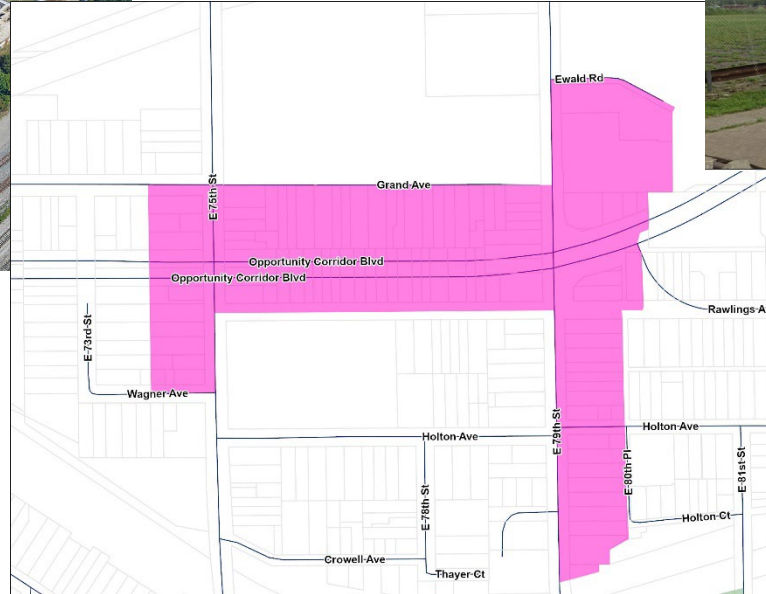 Ewald Rd
Grand Ave
E 75th St
Opportunity Corridor Blvd
Opportunity Corridor Blvd
Rawlings A
E 73rd St
Wagner Ave
Holton Ave
Holton Ave
E 79th St
E 80th Pl
E 81st St
E 78th St
Holton Ct
Crowell Ave
Thayer Ct